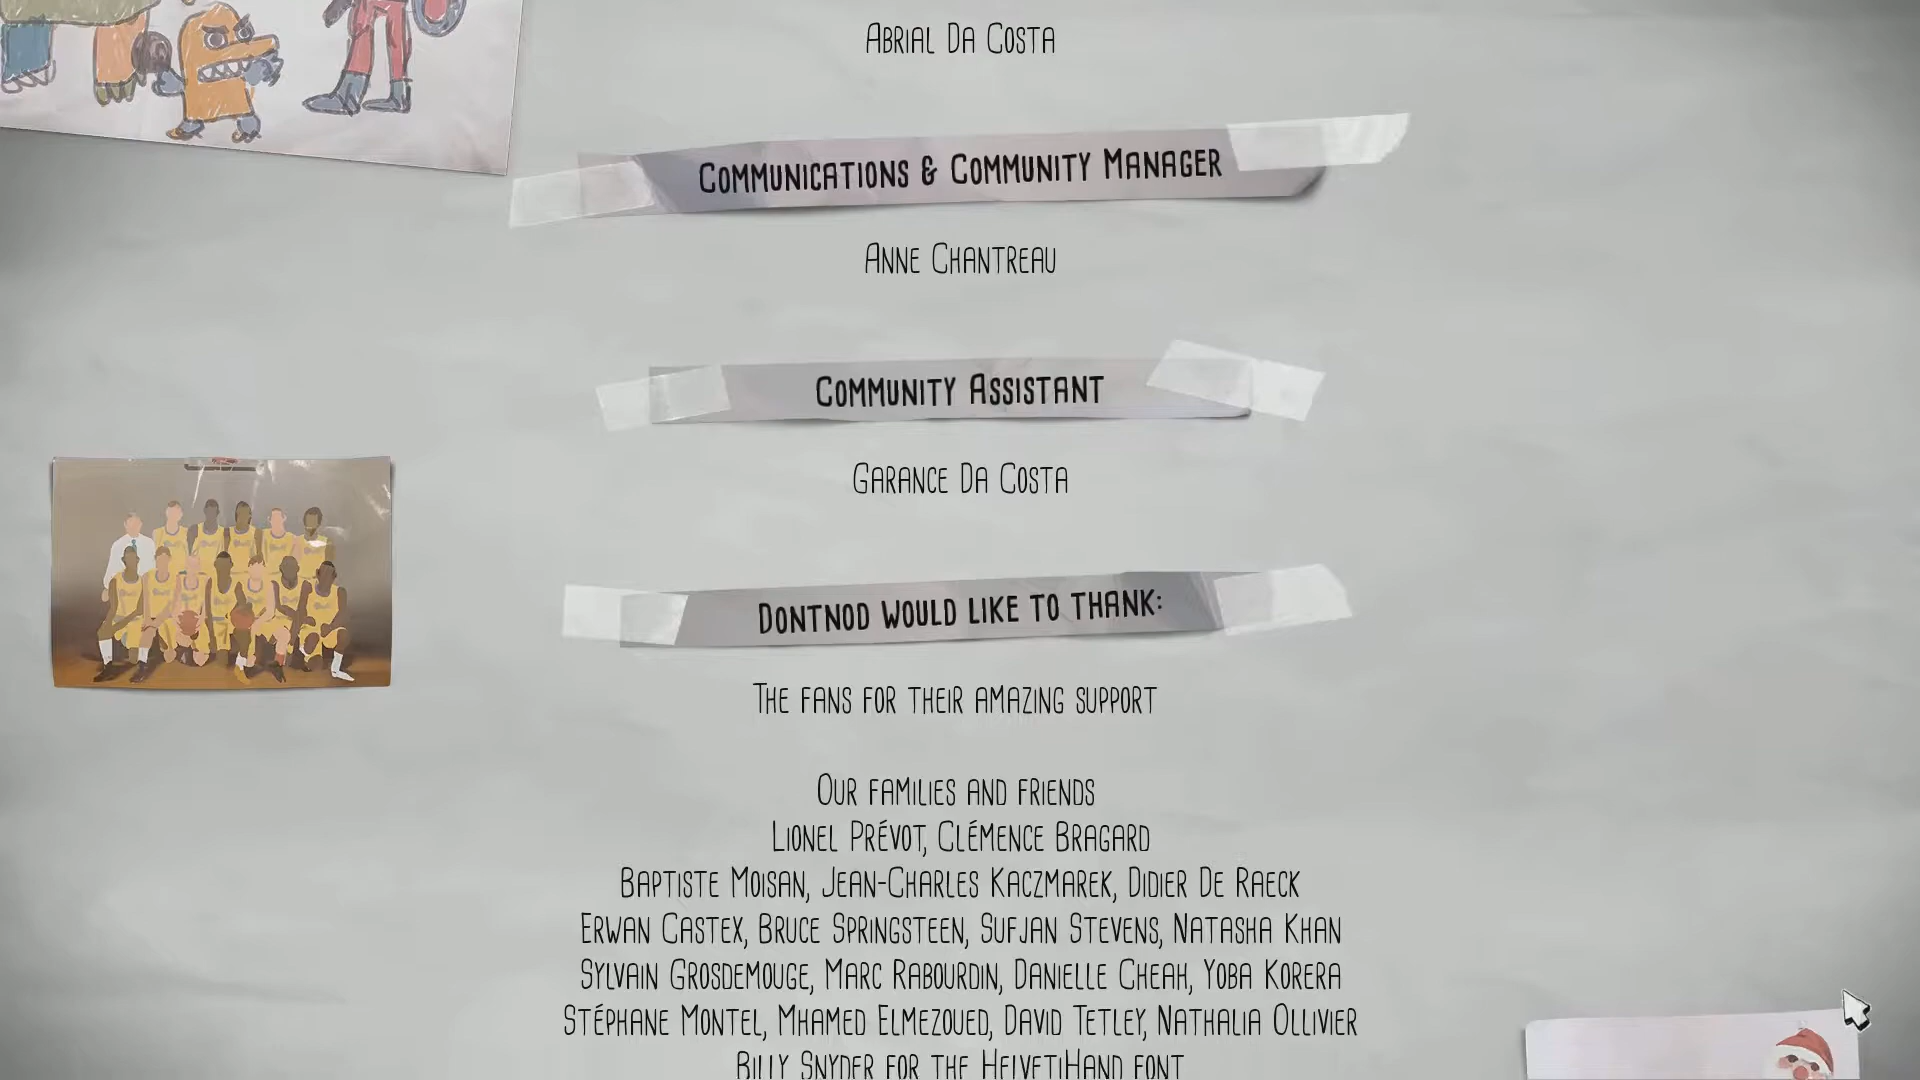 Abrial Da Costa
Communications & Community Manager
Anne Chantreau
Community Assistant
Garance Da Costa
Dontnod would like to thank:
The fans for their amazing support
Our families and friends
Lionel Prévot, Clémence Bragard
Baptiste Moisan, Jean-Charles Kaczmarek, Didier De Raeck
Erwan Castex, Bruce Springsteen, Sufjan Stevens, Natasha Khan
Sylvain Grosdemouge, Marc Rabourdin, Danielle Cheah, Yoba Korera
Stéphane Montel, Mhamed Elmezoued, David Tetley, Nathalia Ollivier
Billy Snyder for the HelvetiHand font